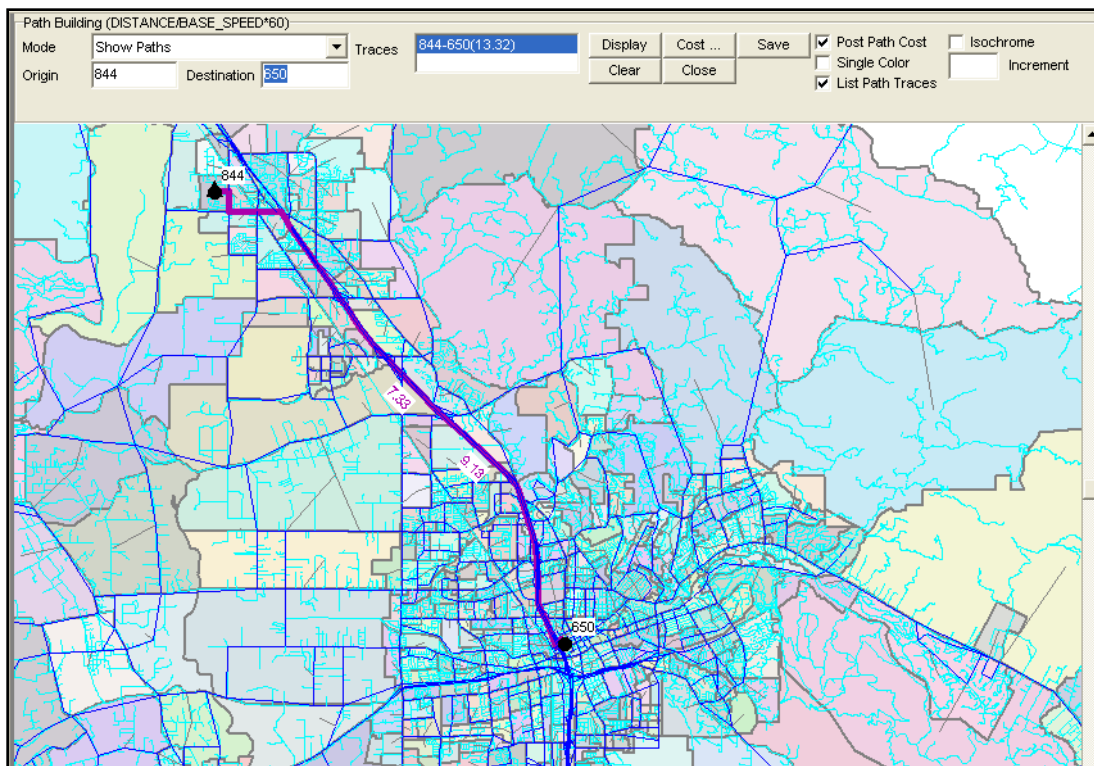 Path Building (DISTANCE/BASE_SPEED*60)
Mode Show Paths Traces 844-650(13.32) Display Cost ... Save Post Path Cost Isochrome
Origin 844 Destination 650 Clear Close Single Color Increment
List Path Traces
844
7.33
9.13
650